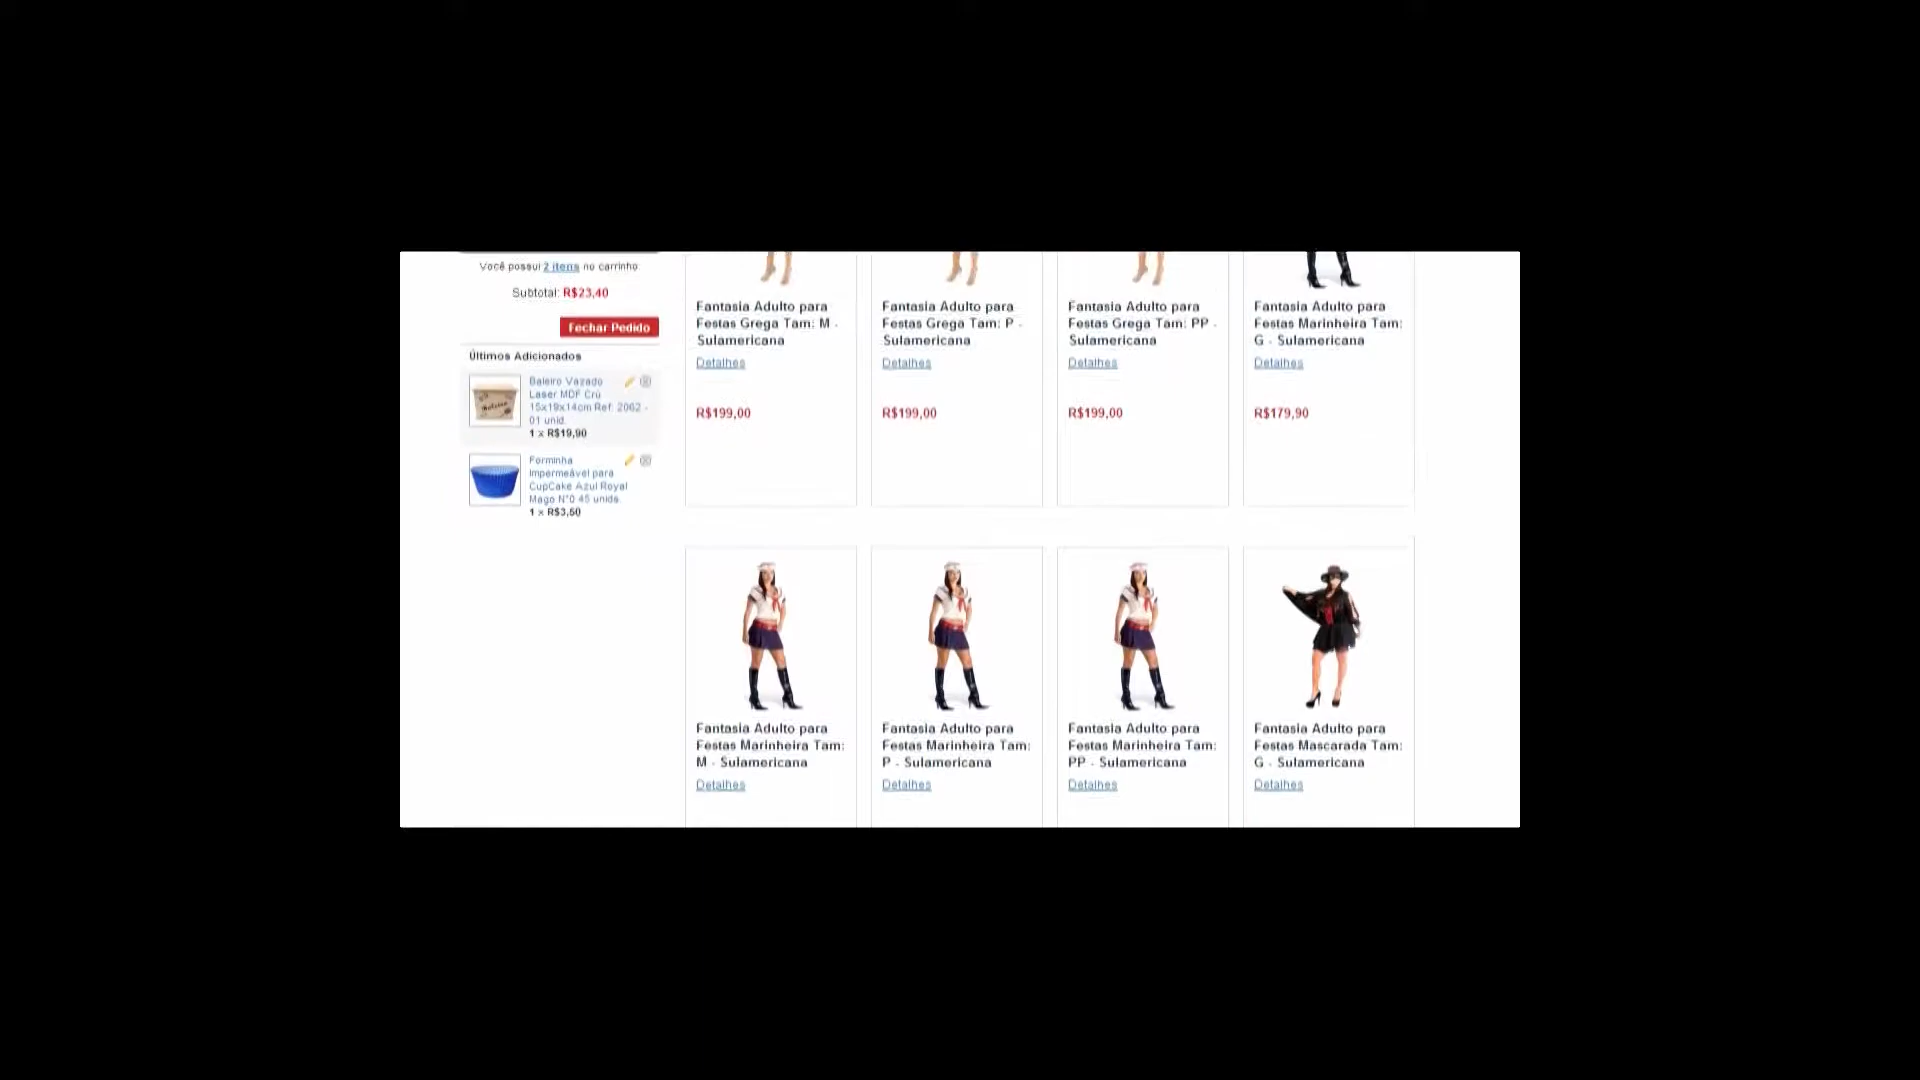 Você possui 2 itens no carrinho
Subtotal: R$23,40
Fechar Pedido
Últimos Adicionados
Baleiro Vazado
Laser MDF Crú
15x19x14cm Ref: 2062 -
01 unid.
1 x R$19,90
Forminha
Impermeável para
CupCake Azul Royal
Mago N°0 45 unids.
1 x R$3,50
Fantasia Adulto para
Festas Grega Tam: M -
Sulamericana
Detalhes
R$199,00
Fantasia Adulto para
Festas Grega Tam: P -
Sulamericana
Detalhes
R$199,00
Fantasia Adulto para
Festas Grega Tam: PP -
Sulamericana
Detalhes
R$199,00
Fantasia Adulto para
Festas Marinheira Tam:
G - Sulamericana
Detalhes
R$179,90
Fantasia Adulto para
Festas Marinheira Tam:
M - Sulamericana
Detalhes
Fantasia Adulto para
Festas Marinheira Tam:
P - Sulamericana
Detalhes
Fantasia Adulto para
Festas Marinheira Tam:
PP - Sulamericana
Detalhes
Fantasia Adulto para
Festas Mascarada Tam:
G - Sulamericana
Detalhes